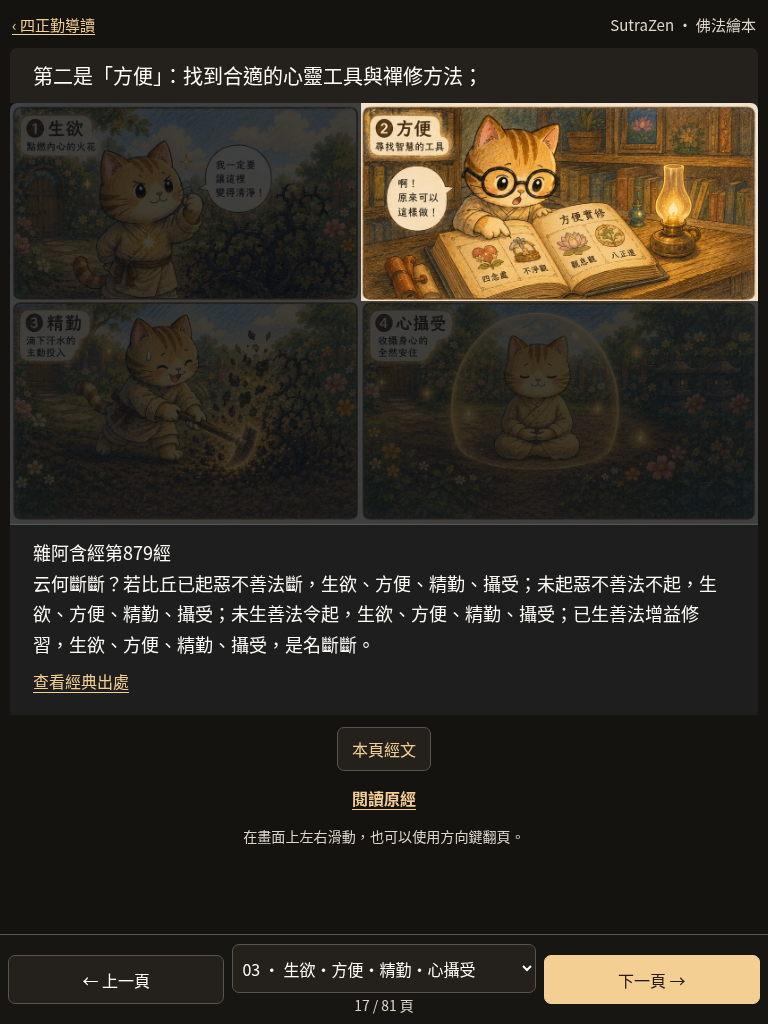 ‹ 四正勤導讀
SutraZen · 佛法繪本
第二是「方便」：找到合適的心靈工具與禪修方法；
1 生欲
點燃內心的火花
我一定要
讓這裡
變得清淨！
2 方便
尋找智慧的工具
啊！
原來可以
這樣做！
方便實修
四念處
不淨觀
觀息觀
八正道
3 精勤
滴下汗水的
主動投入
4 心攝受
收攝身心的
全然安住
雜阿含經第879經
云何斷斷？若比丘已起惡不善法斷，生欲、方便、精勤、攝受；未起惡不善法不起，生
欲、方便、精勤、攝受；未生善法令起，生欲、方便、精勤、攝受；已生善法增益修
習，生欲、方便、精勤、攝受，是名斷斷。
查看經典出處
本頁經文
閱讀原經
在畫面上左右滑動，也可以使用方向鍵翻頁。
← 上一頁
03 · 生欲·方便·精勤·心攝受
17 / 81 頁
下一頁 →